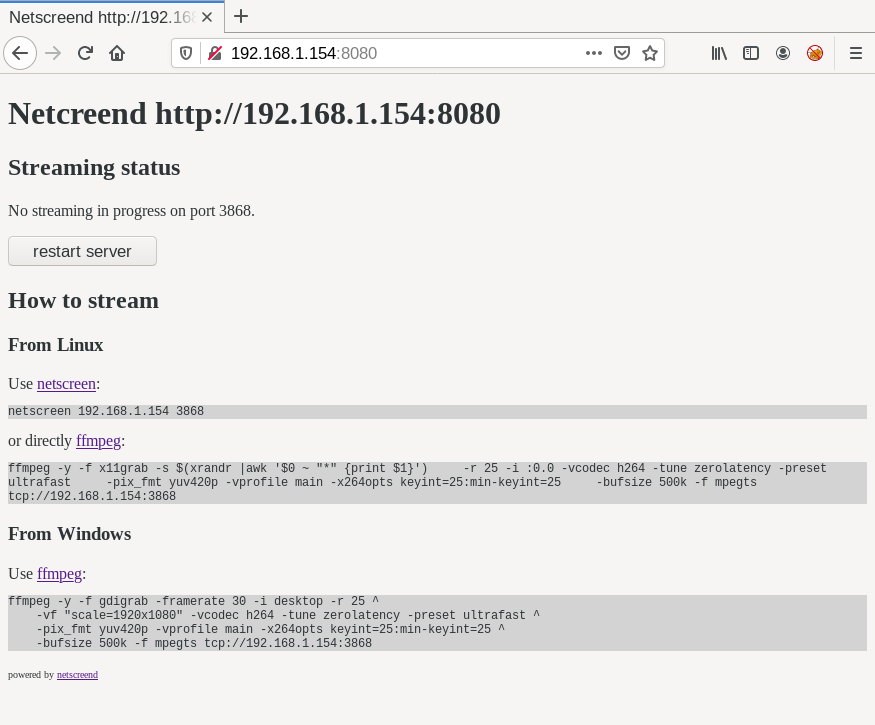 Netscreend http://192.16
192.168.1.154:8080
Netcreend http://192.168.1.154:8080
Streaming status
No streaming in progress on port 3868.
restart server
How to stream
From Linux
Use netscreen:
netscreen 192.168.1.154 3868
or directly ffmpeg:
ffmpeg -y -f x11grab -s $(xrandr |awk '$0 ~ "*" {print $1}')     -r 25 -i :0.0 -vcodec h264 -tune zerolatency -preset
ultrafast     -pix_fmt yuv420p -vprofile main -x264opts keyint=25:min-keyint=25     -bufsize 500k -f mpegts
tcp://192.168.1.154:3868
From Windows
Use ffmpeg:
ffmpeg -y -f gdigrab -framerate 30 -i desktop -r 25 ^
    -vf "scale=1920x1080" -vcodec h264 -tune zerolatency -preset ultrafast ^
    -pix_fmt yuv420p -vprofile main -x264opts keyint=25:min-keyint=25 ^
    -bufsize 500k -f mpegts tcp://192.168.1.154:3868
powered by netscreend